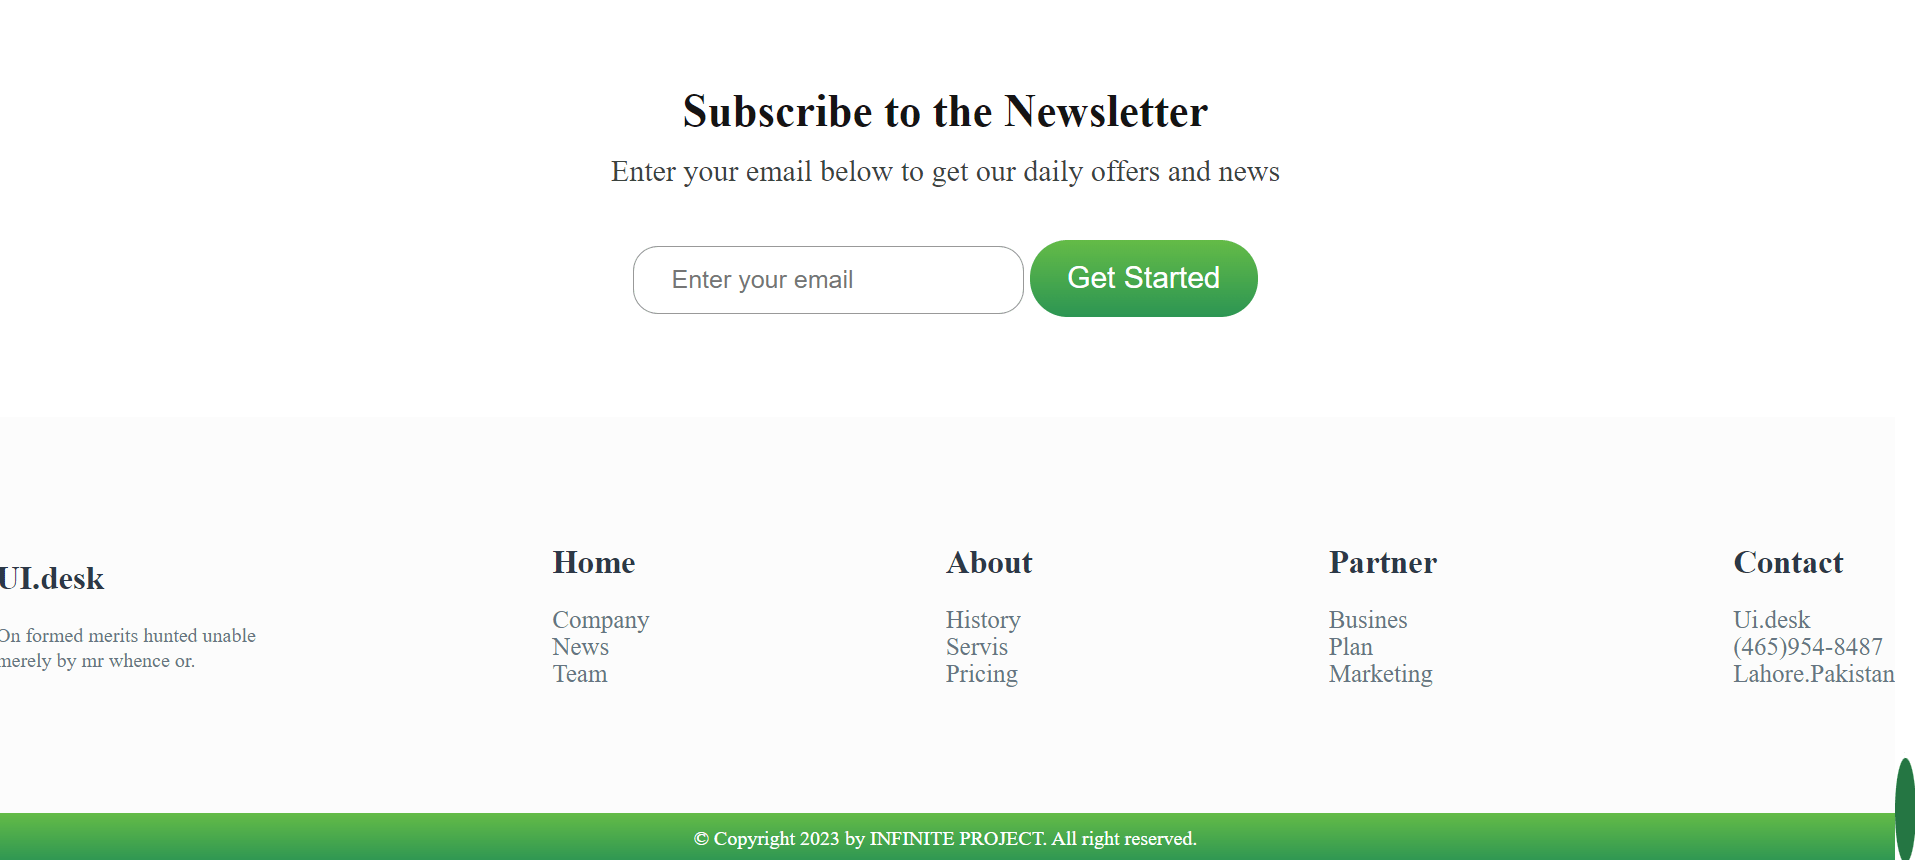 Subscribe to the Newsletter
Enter your email below to get our daily offers and news
Enter your email
Get Started
UI.desk
On formed merits hunted unable
merely by mr whence or.
Home
Company
News
Team
About
History
Servis
Pricing
Partner
Busines
Plan
Marketing
Contact
Ui.desk
(465)954-8487
Lahore.Pakistan
© Copyright 2023 by INFINITE PROJECT. All right reserved.